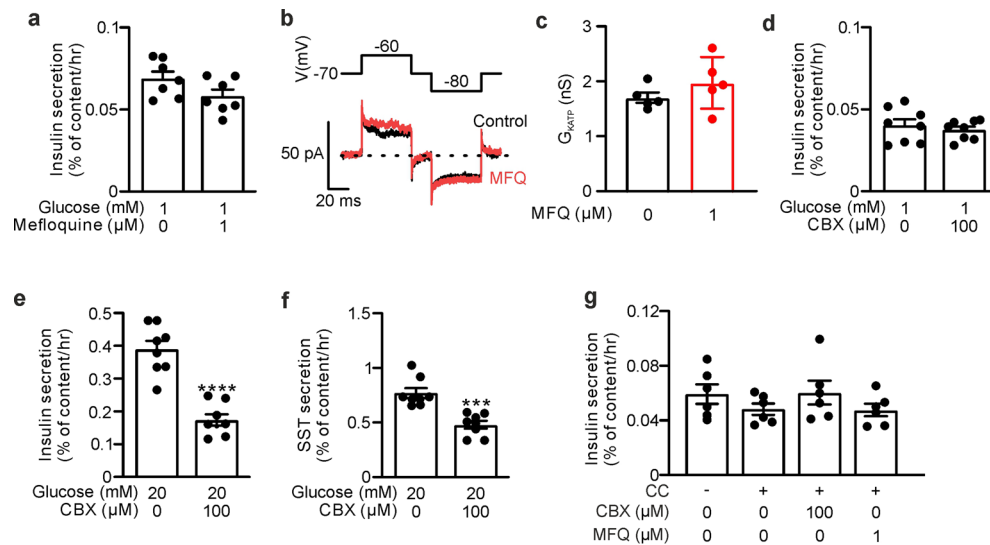 a
Insulin secretion
(% of content/hr)
0.1
0.05
0
Glucose (mM) 1 1
Mefloquine (µM) 0 1
b
V(mV)
-60
-70
-80
Control
50 pA
MFQ
20 ms
c
G_KATP (nS)
3
2
1
0
MFQ (µM) 0 1
d
Insulin secretion
(% of content/hr)
0.1
0.05
0
Glucose (mM) 1 1
CBX (µM) 0 100
e
Insulin secretion
(% of content/hr)
0.5
0.4
0.3
0.2
0.1
0
****
Glucose (mM) 20 20
CBX (µM) 0 100
f
SST secretion
(% of content/hr)
1.5
1
0.5
0
***
Glucose (mM) 20 20
CBX (µM) 0 100
g
Insulin secretion
(% of content/hr)
0.12
0.08
0.04
0
CC - + + +
CBX (µM) 0 0 100 0
MFQ (µM) 0 0 0 1